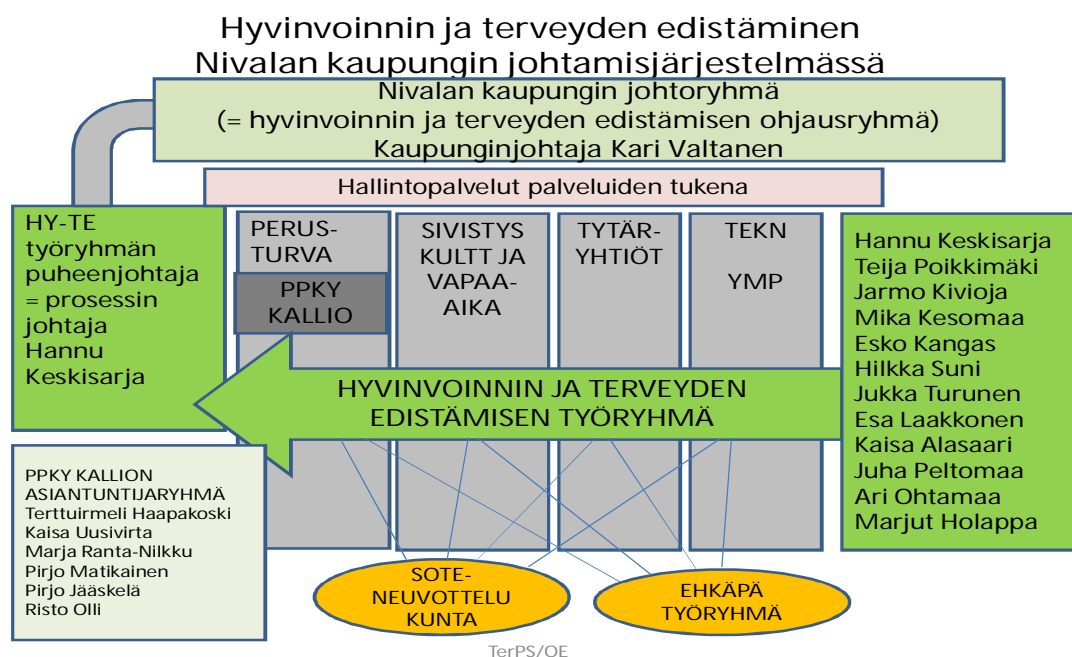 Hyvinvoinnin ja terveyden edistäminen
Nivalan kaupungin johtamisjärjestelmässä
Nivalan kaupungin johtoryhmä
(= hyvinvoinnin ja terveyden edistämisen ohjausryhmä)
Kaupunginjohtaja Kari Valtanen
Hallintopalvelut palveluiden tukena
HY-TE
työryhmän
puheenjohtaja
= prosessin
johtaja
Hannu
Keskisarja
PERUS-
TURVA
PPKY
KALLIO
SIVISTYS
KULTT JA
VAPAA-
AIKA
TYTÄR-
YHTIÖT
TEKN
YMP
HYVINVOINNIN JA TERVEYDEN
EDISTÄMISEN TYÖRYHMÄ
Hannu Keskisarja
Teija Poikkimäki
Jarmo Kivioja
Mika Kesomaa
Esko Kangas
Hilkka Suni
Jukka Turunen
Esa Laakkonen
Kaisa Alasaari
Juha Peltomaa
Ari Ohtamaa
Marjut Holappa
PPKY KALLION
ASIANTUNTIJARYHMÄ
Terttuirmeli Haapakoski
Kaisa Uusivirta
Marja Ranta-Nilkku
Pirjo Matikainen
Pirjo Jääskelä
Risto Olli
SOTE-
NEUVOTTELU
KUNTA
EHKÄPÄ
TYÖRYHMÄ
TerPS/OE